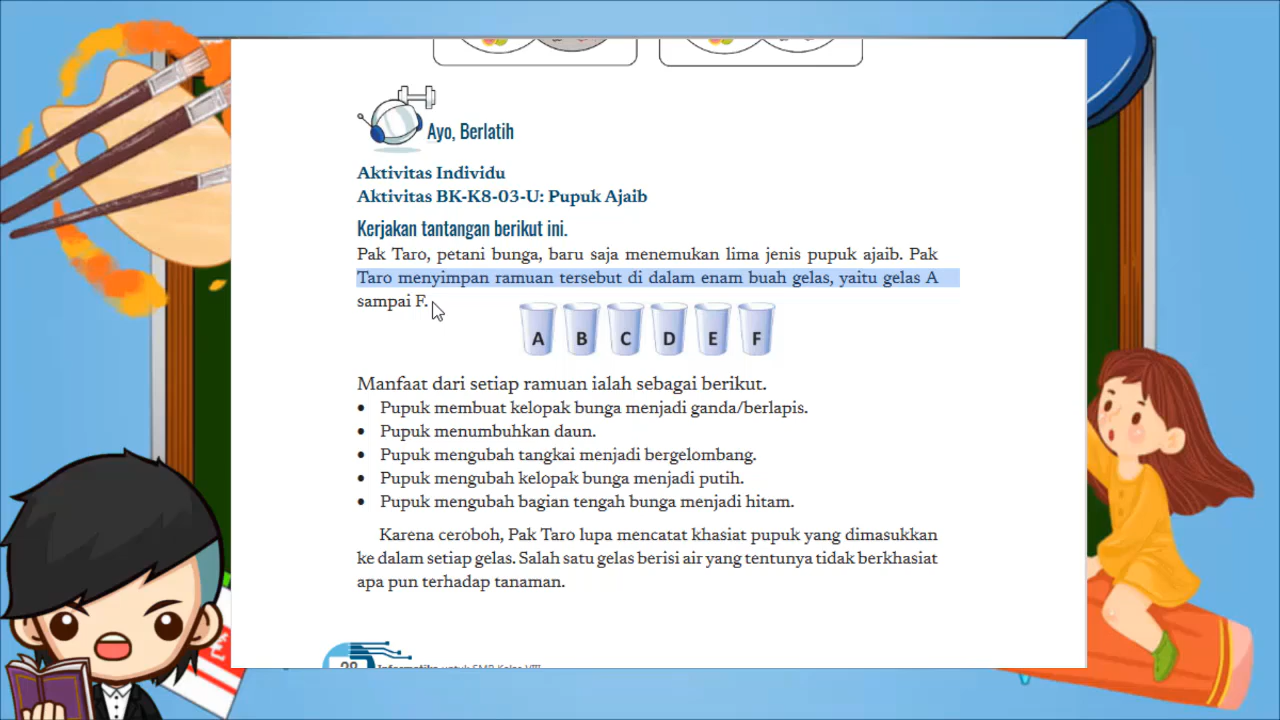 Ayo, Berlatih
Aktivitas Individu
Aktivitas BK-K8-03-U: Pupuk Ajaib
Kerjakan tantangan berikut ini.
Pak Taro, petani bunga, baru saja menemukan lima jenis pupuk ajaib. Pak
Taro menyimpan ramuan tersebut di dalam enam buah gelas, yaitu gelas A
sampai F.
A B C D E F
Manfaat dari setiap ramuan ialah sebagai berikut.
• Pupuk membuat kelopak bunga menjadi ganda/berlapis.
• Pupuk menumbuhkan daun.
• Pupuk mengubah tangkai menjadi bergelombang.
• Pupuk mengubah kelopak bunga menjadi putih.
• Pupuk mengubah bagian tengah bunga menjadi hitam.
Karena ceroboh, Pak Taro lupa mencatat khasiat pupuk yang dimasukkan
ke dalam setiap gelas. Salah satu gelas berisi air yang tentunya tidak berkhasiat
apa pun terhadap tanaman.
Informatika untuk SMP Kelas VIII